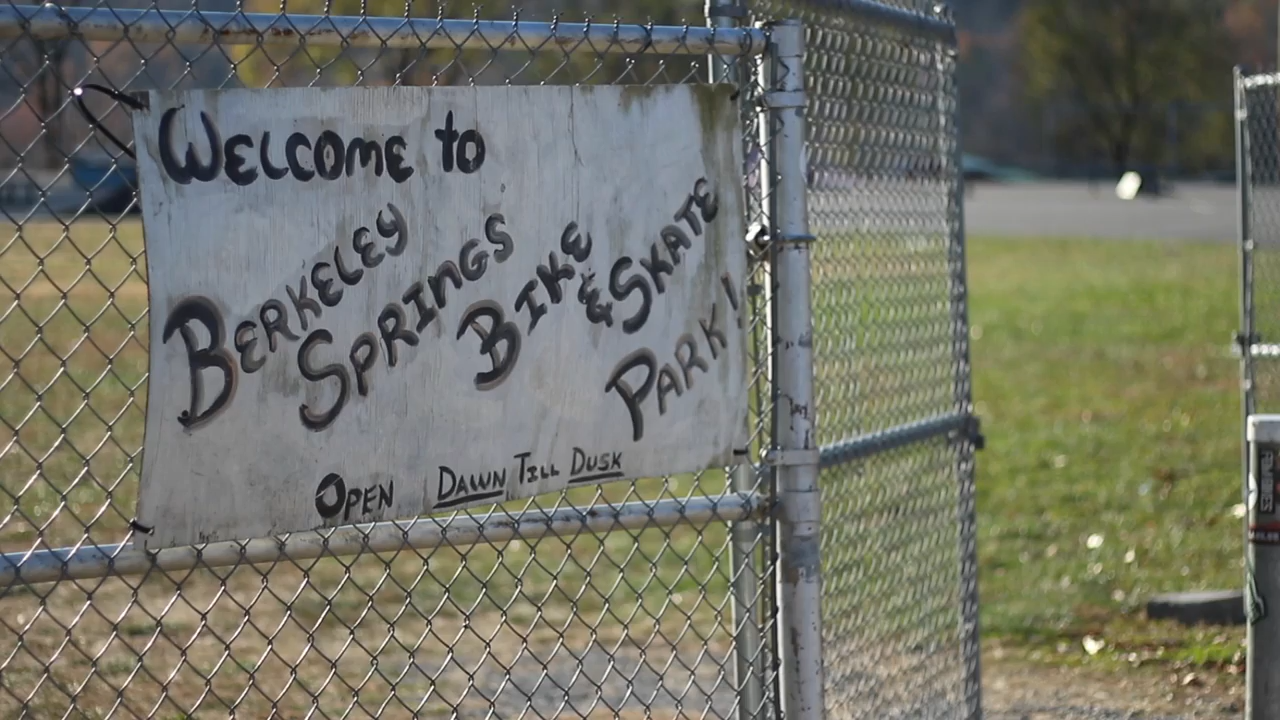 Welcome to
Berkeley
Springs
Bike
& Skate
Park!
Open Dawn Till Dusk